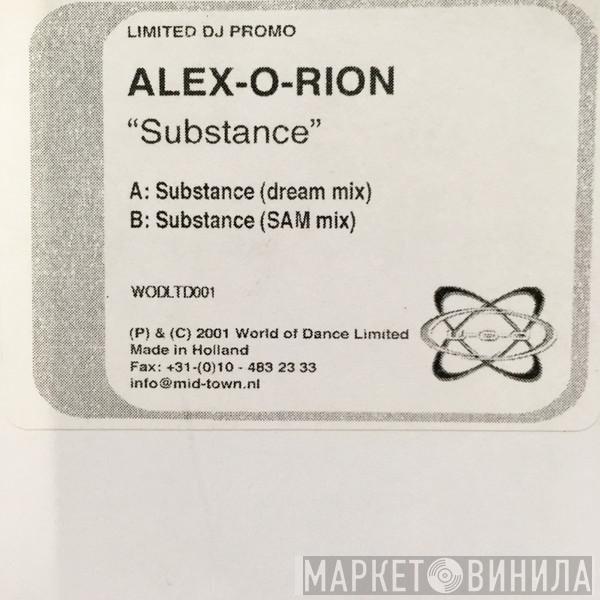 LIMITED DJ PROMO
ALEX-O-RION
“Substance”
A: Substance (dream mix)
B: Substance (SAM mix)
WODLTD001
(P) & (C) 2001 World of Dance Limited
Made in Holland
Fax: +31-(0)10 - 483 23 33
info@mid-town.nl
МАРКЕТ ВИНИЛА